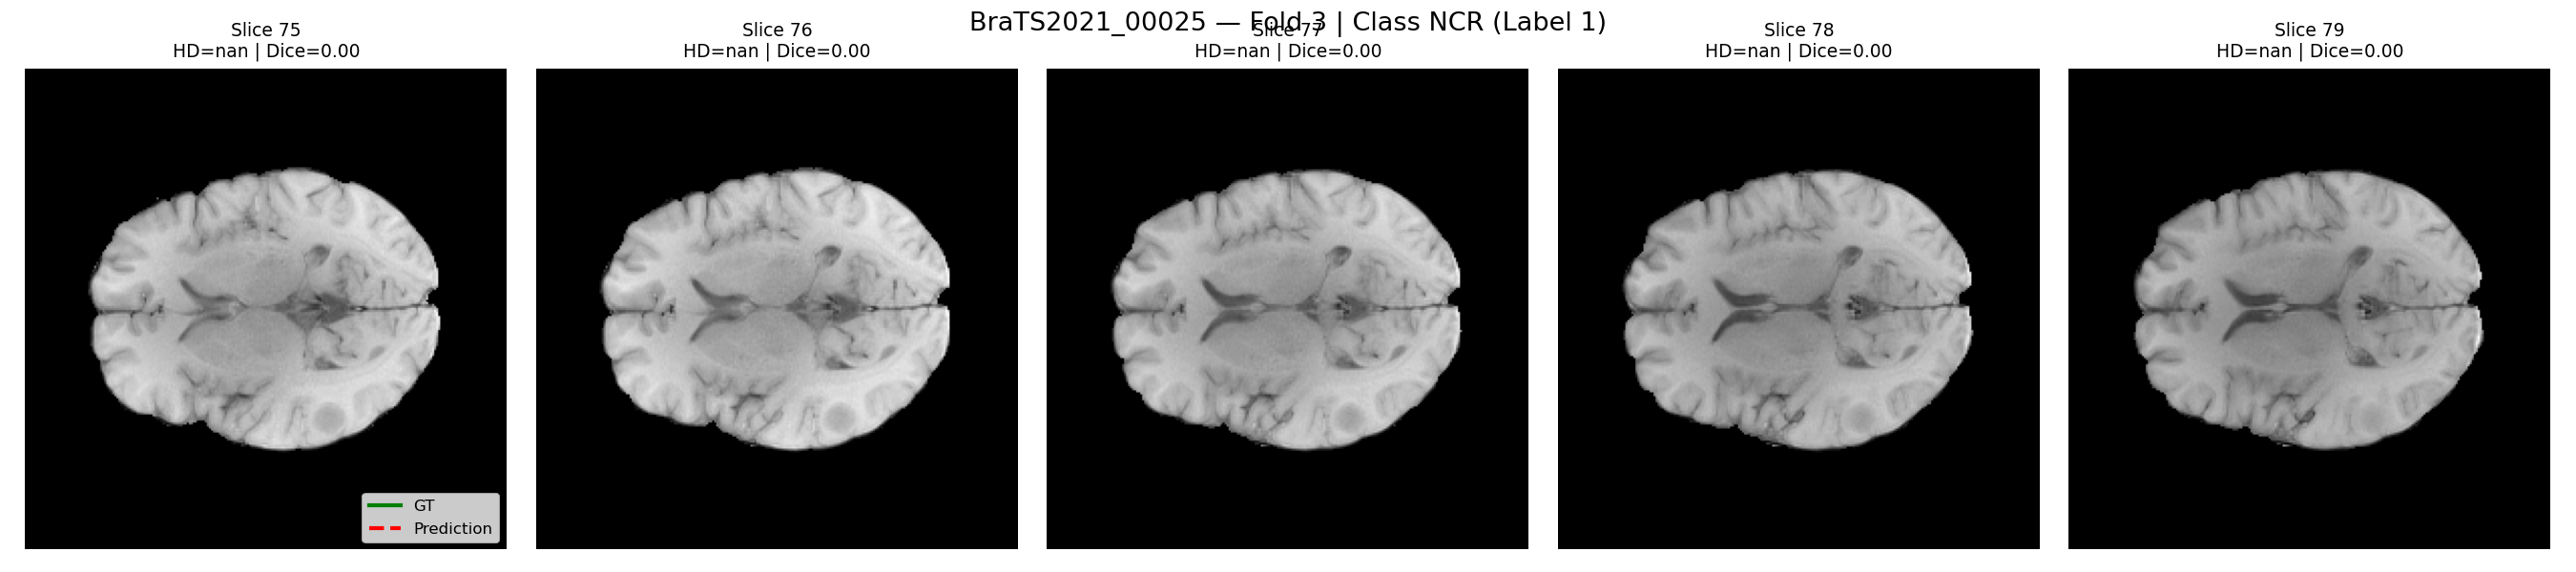 BraTS2021_00025 — Fold 3 | Class NCR (Label 1)
Slice 75
HD=nan | Dice=0.00
Slice 76
HD=nan | Dice=0.00
Slice 77
HD=nan | Dice=0.00
Slice 78
HD=nan | Dice=0.00
Slice 79
HD=nan | Dice=0.00
GT
Prediction